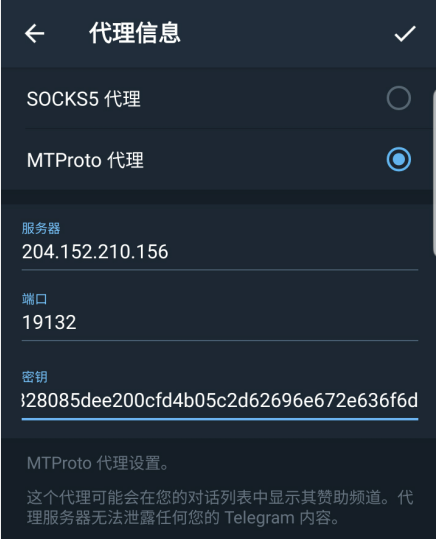 代理信息
SOCKS5 代理
MTProto 代理
服务器
204.152.210.156
端口
19132
密钥
328085dee200cfd4b05c2d62696e672e636f6d
MTProto 代理设置。
这个代理可能会在您的对话列表中显示其赞助频道。代
理服务器无法泄露任何您的 Telegram 内容。